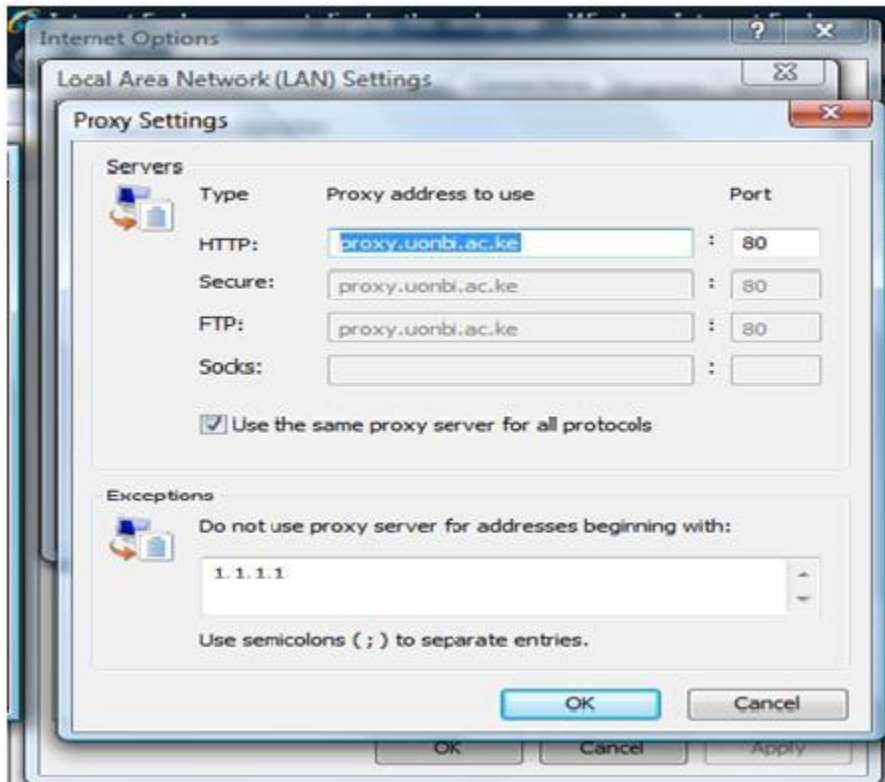 Internet Options
Local Area Network (LAN) Settings
Proxy Settings
Servers
Type Proxy address to use Port
HTTP: proxy.uonbi.ac.ke : 80
Secure: proxy.uonbi.ac.ke : 80
FTP: proxy.uonbi.ac.ke : 80
Socks: :
Use the same proxy server for all protocols
Exceptions
Do not use proxy server for addresses beginning with:
1.1.1.1
Use semicolons ( ; ) to separate entries.
OK Cancel
OK Cancel Apply